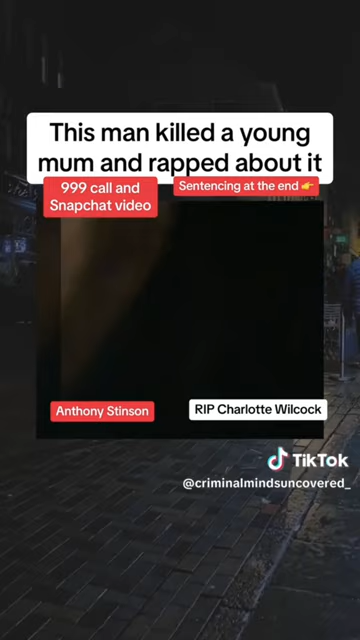 This man killed a young
mum and rapped about it
999 call and
Snapchat video
Sentencing at the end 👉
Anthony Stinson
RIP Charlotte Wilcock
TikTok
@criminalmindsuncovered_